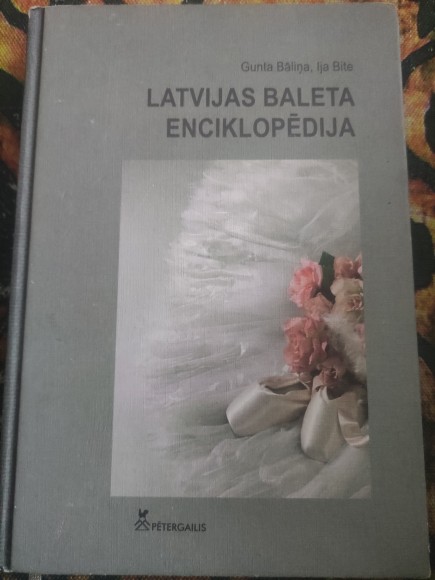 Gunta Bāliņa, Ija Bite
LATVIJAS BALETA
ENCIKLOPĒDIJA
PĒTERGAILIS